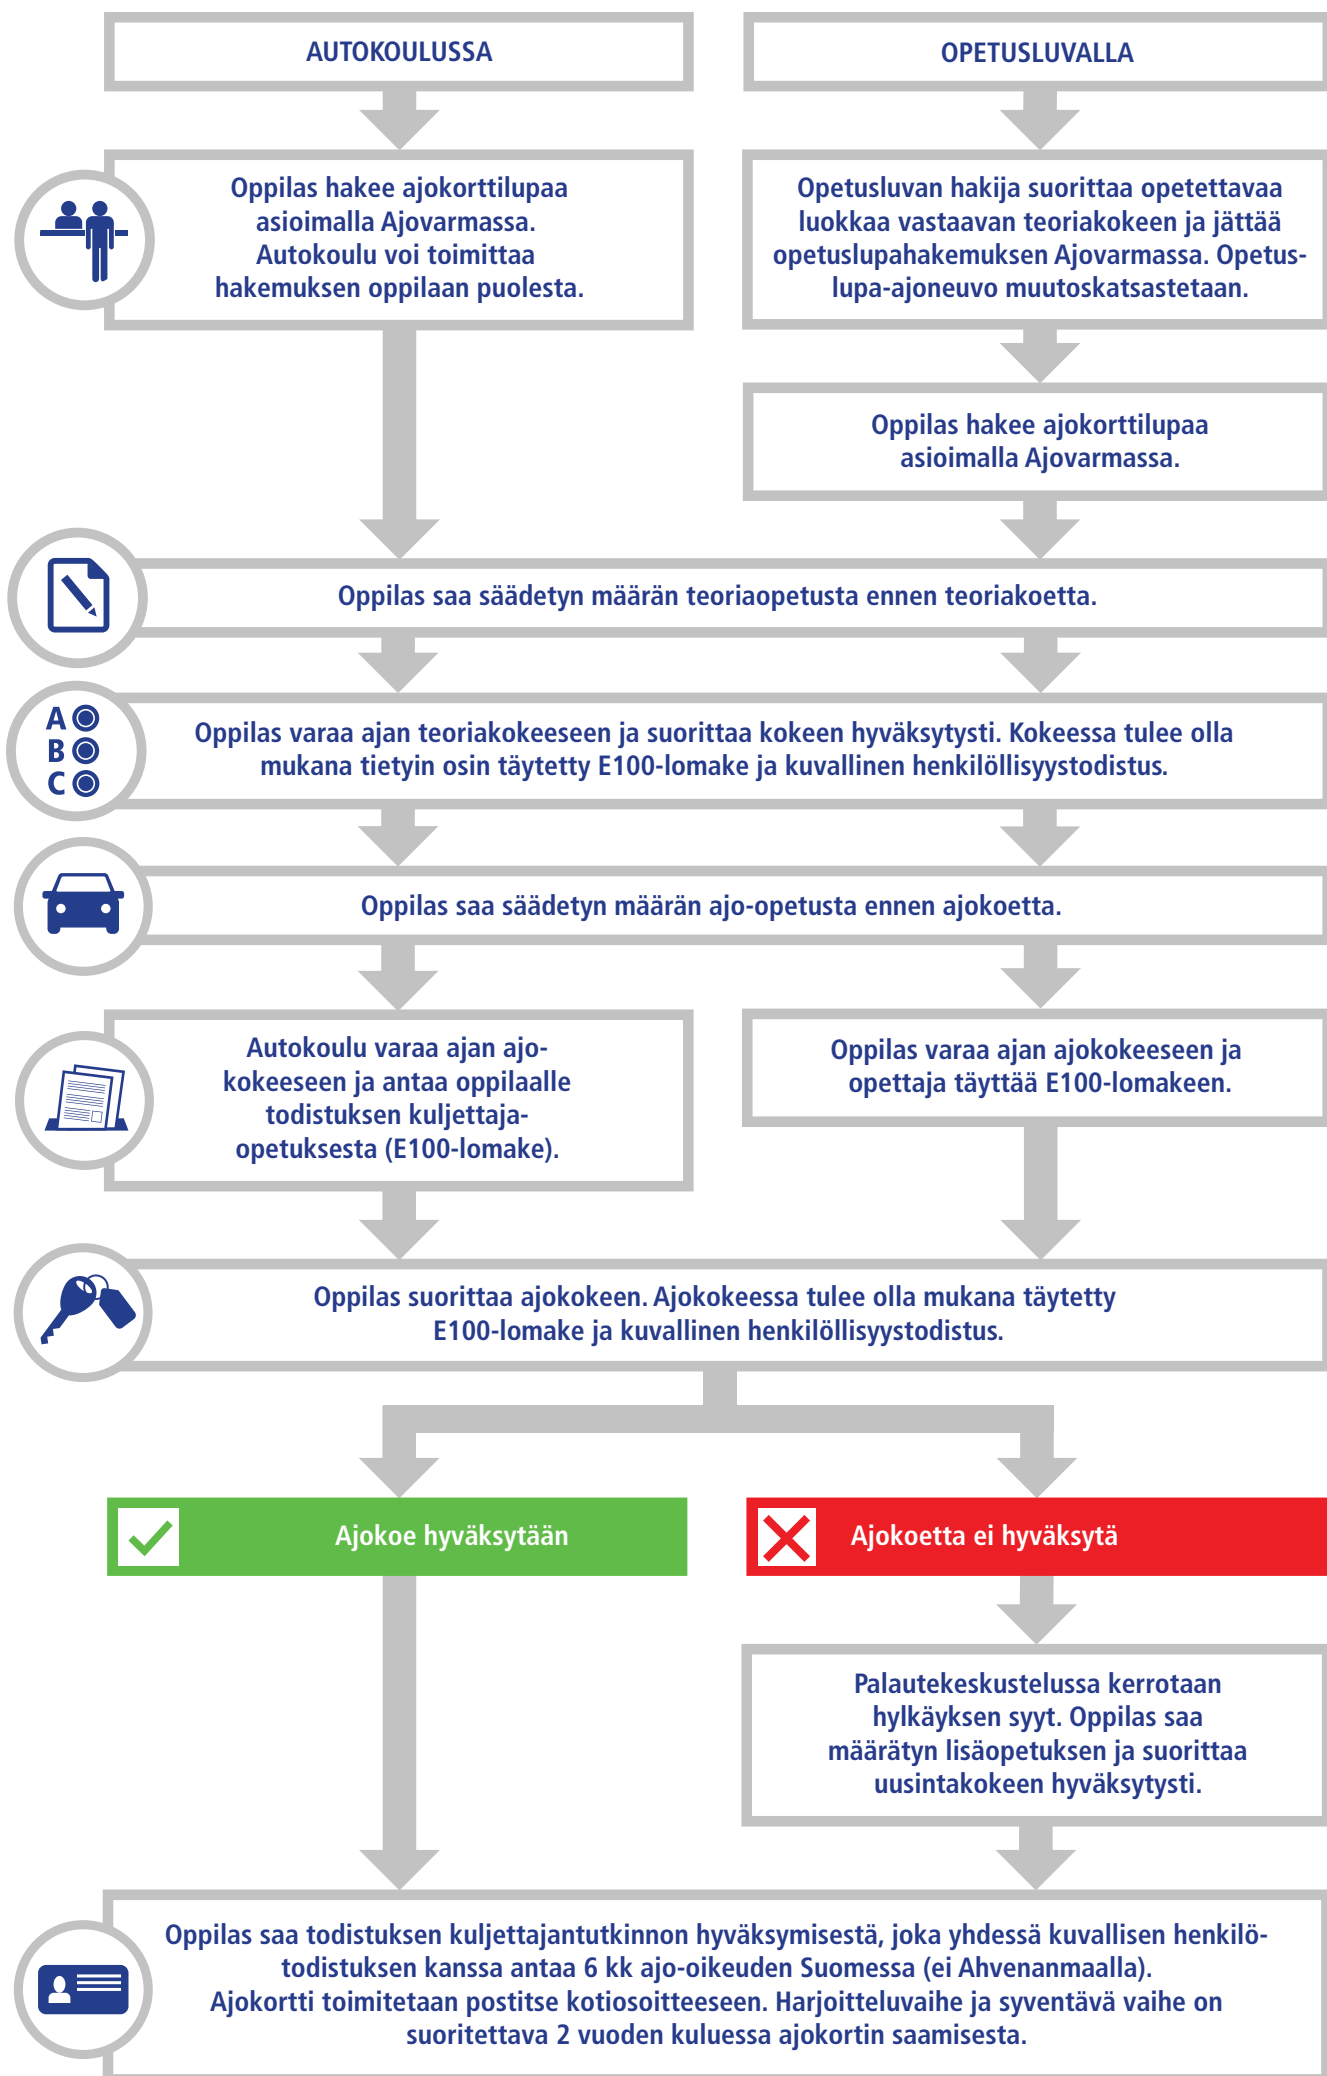 AUTOKOULUSSA
OPETUSLUVALLA
Oppilas hakee ajokorttilupaa
asioimalla Ajovarmassa.
Autokoulu voi toimittaa
hakemuksen oppilaan puolesta.
Opetusluvan hakija suorittaa opetettavaa
luokkaa vastaavan teoriakokeen ja jättää
opetuslupahakemuksen Ajovarmassa. Opetus-
lupa-ajoneuvo muutoskatsastetaan.
Oppilas hakee ajokorttilupaa
asioimalla Ajovarmassa.
Oppilas saa säädetyn määrän teoriaopetusta ennen teoriakoetta.
A
B
C
Oppilas varaa ajan teoriakokeeseen ja suorittaa kokeen hyväksytysti. Kokeessa tulee olla
mukana tietyin osin täytetty E100-lomake ja kuvallinen henkilöllisyystodistus.
Oppilas saa säädetyn määrän ajo-opetusta ennen ajokoetta.
Autokoulu varaa ajan ajo-
kokeeseen ja antaa oppilaalle
todistuksen kuljettaja-
opetuksesta (E100-lomake).
Oppilas varaa ajan ajokokeeseen ja
opettaja täyttää E100-lomakeen.
Oppilas suorittaa ajokokeen. Ajokokeessa tulee olla mukana täytetty
E100-lomake ja kuvallinen henkilöllisyystodistus.
Ajokoe hyväksytään
Ajokoetta ei hyväksytä
Palautekeskustelussa kerrotaan
hylkäyksen syyt. Oppilas saa
määrätyn lisäopetuksen ja suorittaa
uusintakokeen hyväksytysti.
Oppilas saa todistuksen kuljettajantutkinnon hyväksymisestä, joka yhdessä kuvallisen henkilö-
todistuksen kanssa antaa 6 kk ajo-oikeuden Suomessa (ei Ahvenanmaalla).
Ajokortti toimitetaan postitse kotiosoitteeseen. Harjoitteluvaihe ja syventävä vaihe on
suoritettava 2 vuoden kuluessa ajokortin saamisesta.